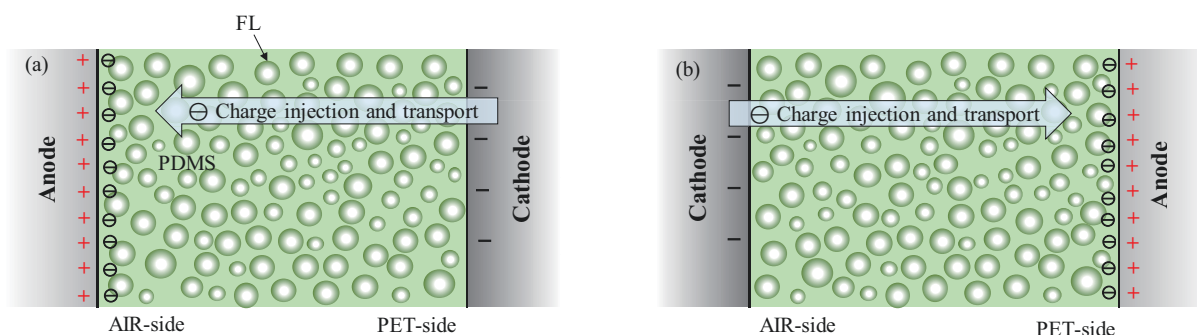 FL
(a)
⊖ Charge injection and transport
PDMS
Anode
Cathode
AIR-side
PET-side
(b)
⊖ Charge injection and transport
Cathode
Anode
AIR-side
PET-side